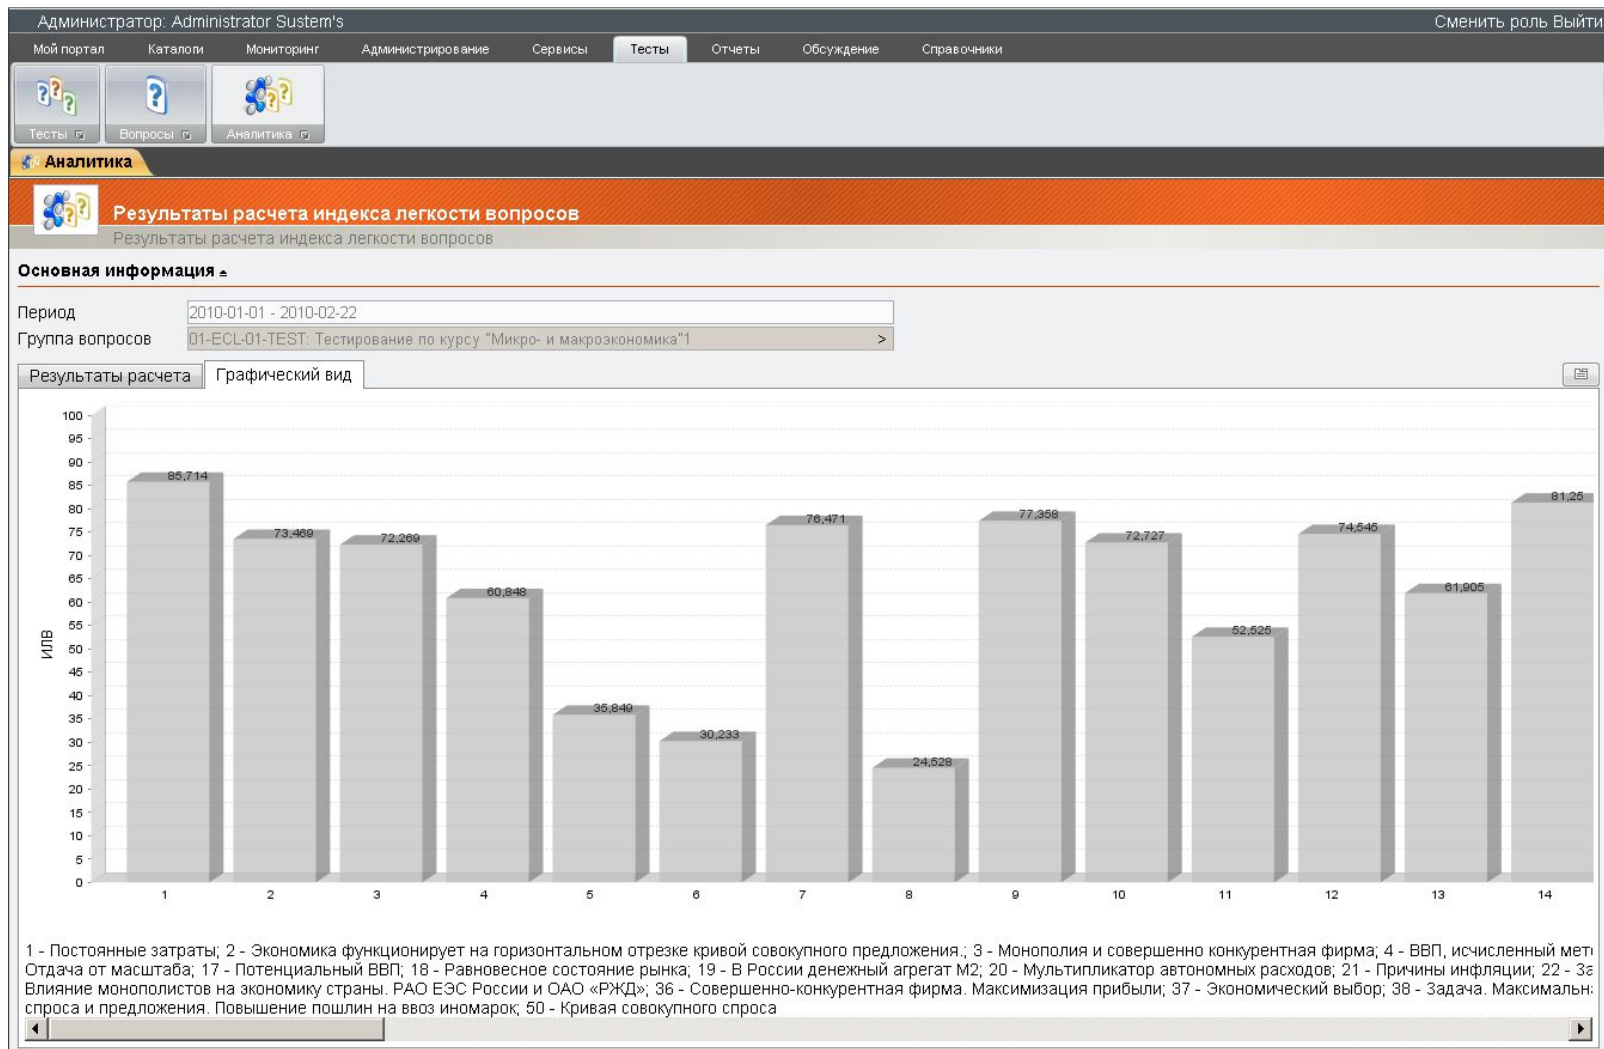 Администратор: Administrator Sustem's Сменить роль Выйти
Мой портал Каталоги Мониторинг Администрирование Сервисы Тесты Отчеты Обсуждение Справочники
Тесты Вопросы Аналитика
Аналитика
Результаты расчета индекса легкости вопросов
Результаты расчета индекса легкости вопросов
Основная информация
Период 2010-01-01 - 2010-02-22
Группа вопросов 01-ECL-01-TEST: Тестирование по курсу "Микро- и макроэкономика"1 >
Результаты расчета Графический вид
100
95
90
85
80
75
70
65
60
55
50
45
40
35
30
25
20
15
10
5
0
ИЛВ
85,714
73,469
72,269
60,848
35,849
30,233
76,471
24,528
77,358
72,727
52,525
74,545
61,905
81,25
1 2 3 4 5 6 7 8 9 10 11 12 13 14
1 - Постоянные затраты; 2 - Экономика функционирует на горизонтальном отрезке кривой совокупного предложения.; 3 - Монополия и совершенно конкурентная фирма; 4 - ВВП, исчисленный мет
Отдача от масштаба; 17 - Потенциальный ВВП; 18 - Равновесное состояние рынка; 19 - В России денежный агрегат М2; 20 - Мультипликатор автономных расходов; 21 - Причины инфляции; 22 - За
Влияние монополистов на экономику страны. РАО ЕЭС России и ОАО «РЖД»; 36 - Совершенно-конкурентная фирма. Максимизация прибыли; 37 - Экономический выбор; 38 - Задача. Максимальн
спроса и предложения. Повышение пошлин на ввоз иномарок; 50 - Кривая совокупного спроса